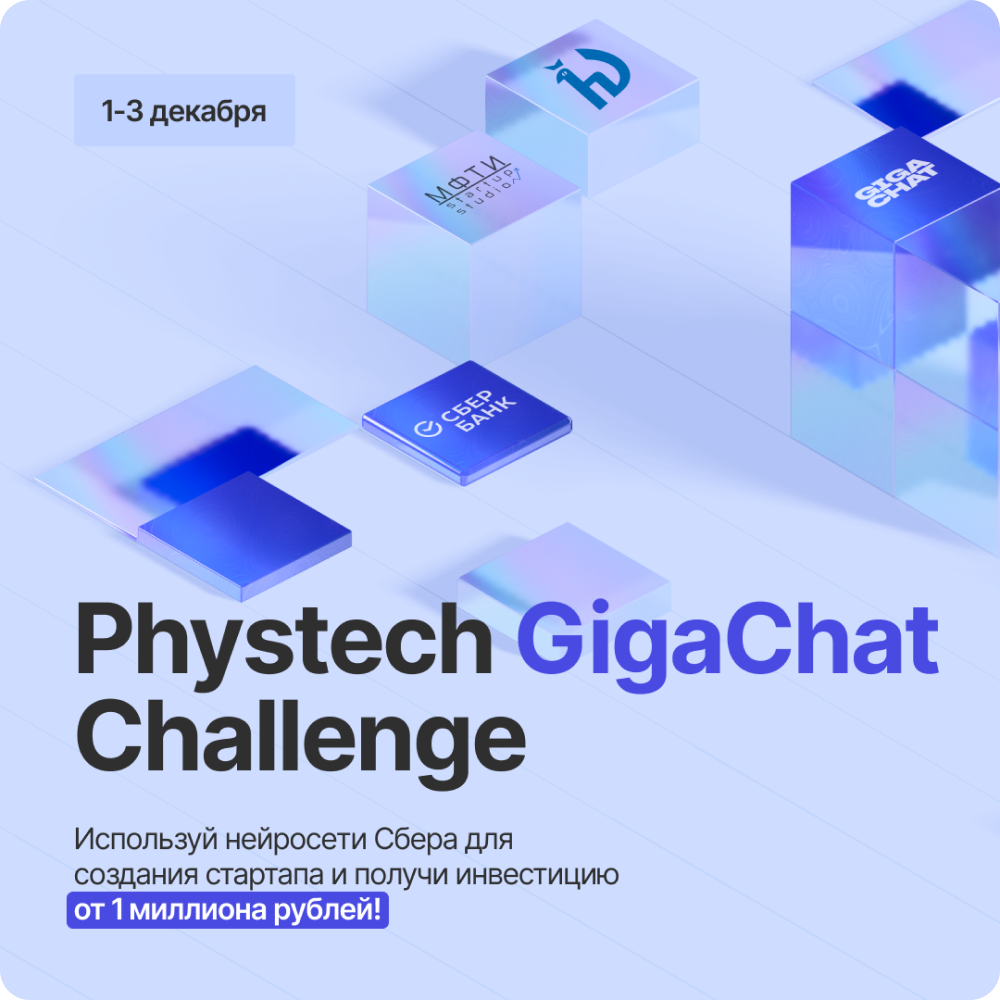 1-3 декабря
МФТИ
startup
studio
GIGA
CHAT
СБЕР
БАНК
Phystech GigaChat
Challenge
Используй нейросети Сбера для
создания стартапа и получи инвестицию
от 1 миллиона рублей!